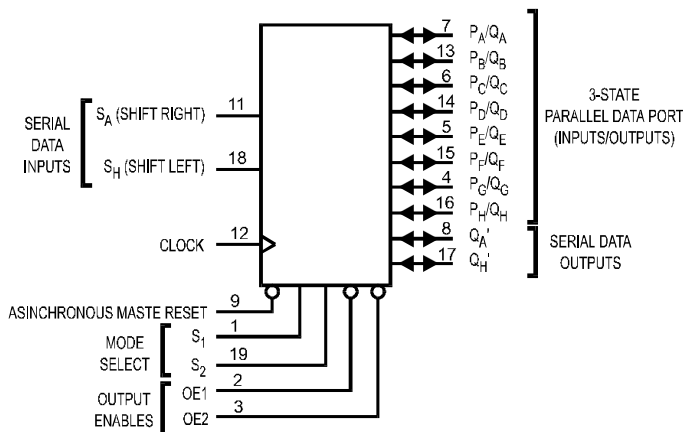 7 PA/QA
13 PB/QB
6 PC/QC
14 PD/QD
5 PE/QE
15 PF/QF
4 PG/QG
16 PH/QH
8 QA'
17 QH'
3-STATE
PARALLEL DATA PORT
(INPUTS/OUTPUTS)
SERIAL DATA
OUTPUTS
SERIAL
DATA
INPUTS
SA (SHIFT RIGHT) 11
SH (SHIFT LEFT) 18
CLOCK 12
ASINCHRONOUS MASTE RESET 9
MODE
SELECT
S1 1
S2 19
OUTPUT
ENABLES
OE1 2
OE2 3